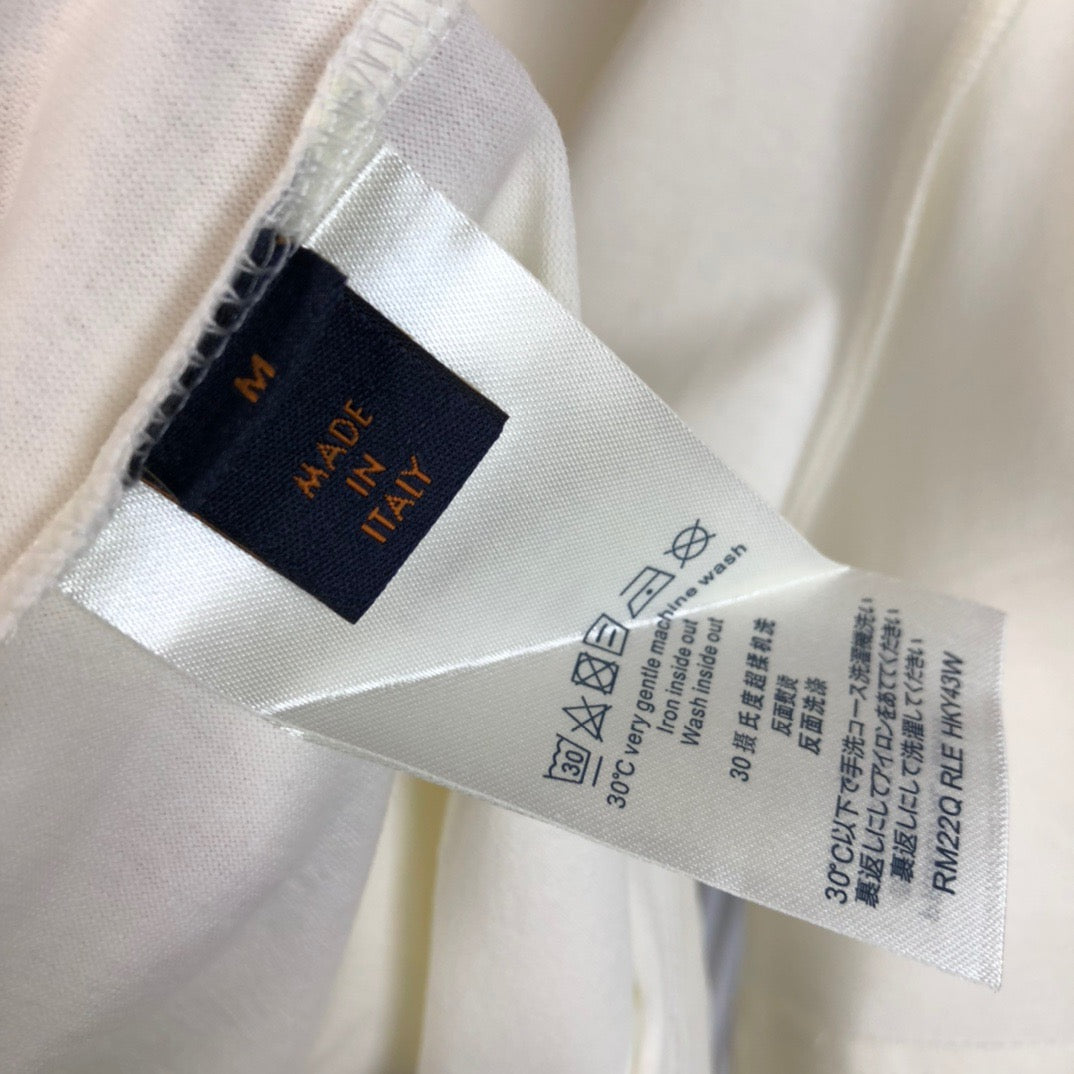 M
MADE
IN
ITALY
30
30°C very gentle machine wash
Iron inside out
Wash inside out
30摄氏度超揉机洗
反面熨烫
反面洗涤
30°C以下で手洗コース洗濯機洗い
裏返しにしてアイロンをあててください
裏返しにして洗濯してください
RM22Q RLE HKY43W